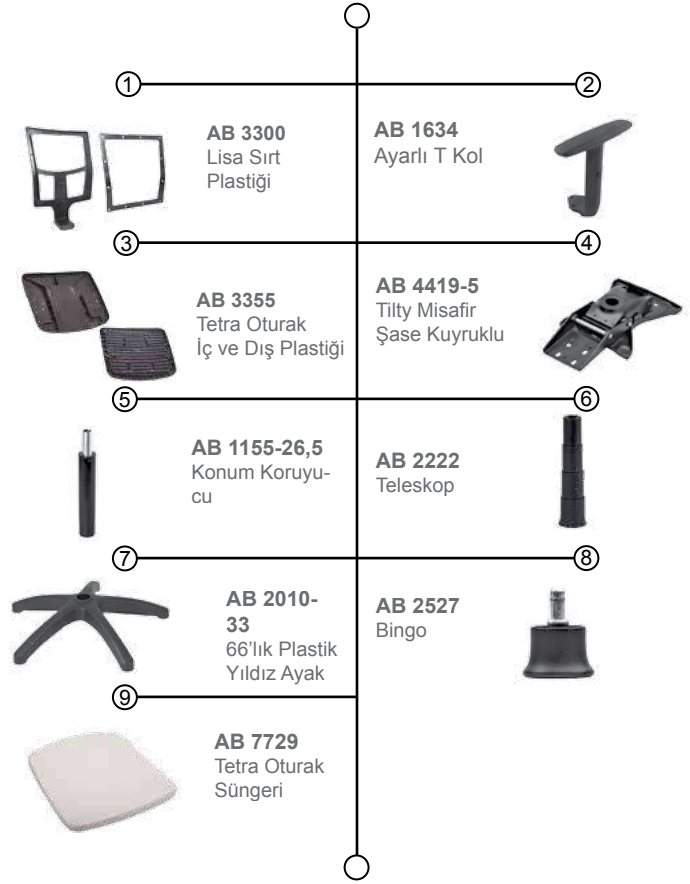 1
2
AB 3300
Lisa Sırt
Plastiği
AB 1634
Ayarlı T Kol
3
4
AB 3355
Tetra Oturak
İç ve Dış Plastiği
AB 4419-5
Tilty Misafir
Şase Kuyruklu
5
6
AB 1155-26,5
Konum Koruyu-
cu
AB 2222
Teleskop
7
8
AB 2010-
33
66'lık Plastik
Yıldız Ayak
AB 2527
Bingo
9
AB 7729
Tetra Oturak
Süngeri